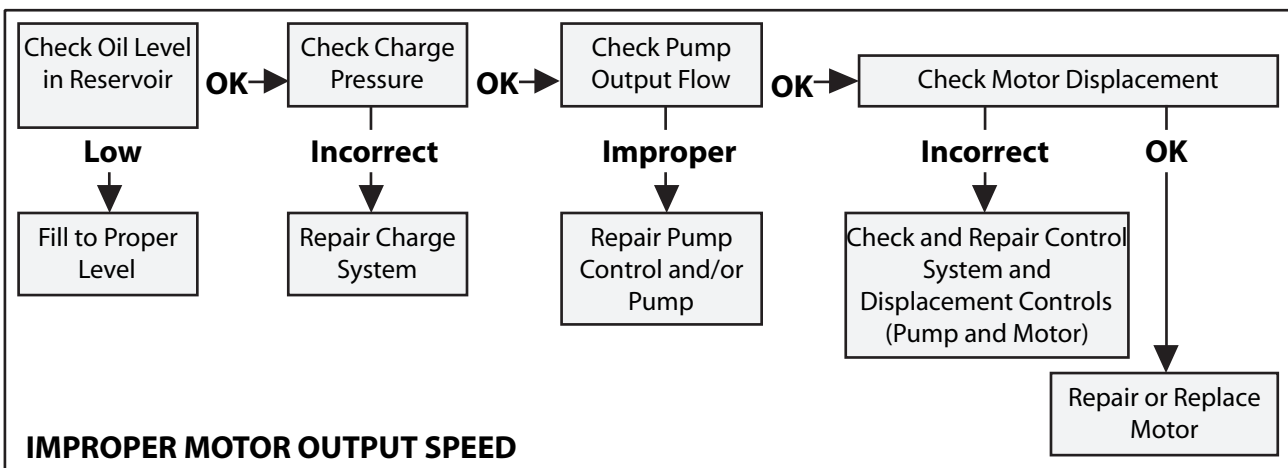 Check Oil Level
in Reservoir
OK
Check Charge
Pressure
OK
Check Pump
Output Flow
OK
Check Motor Displacement
Low
Incorrect
Improper
Incorrect
OK
Fill to Proper
Level
Repair Charge
System
Repair Pump
Control and/or
Pump
Check and Repair Control
System and
Displacement Controls
(Pump and Motor)
Repair or Replace
Motor
IMPROPER MOTOR OUTPUT SPEED